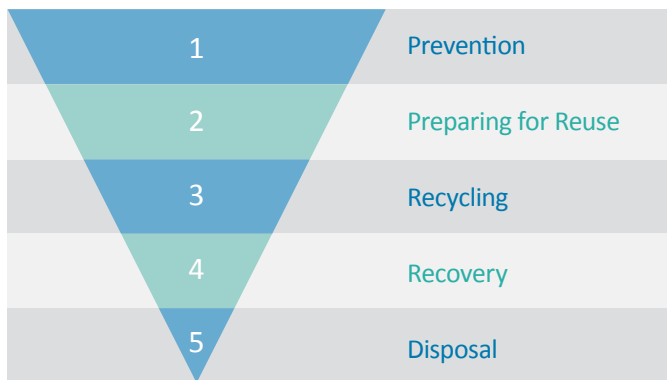 1 Prevention
2 Preparing for Reuse
3 Recycling
4 Recovery
5 Disposal